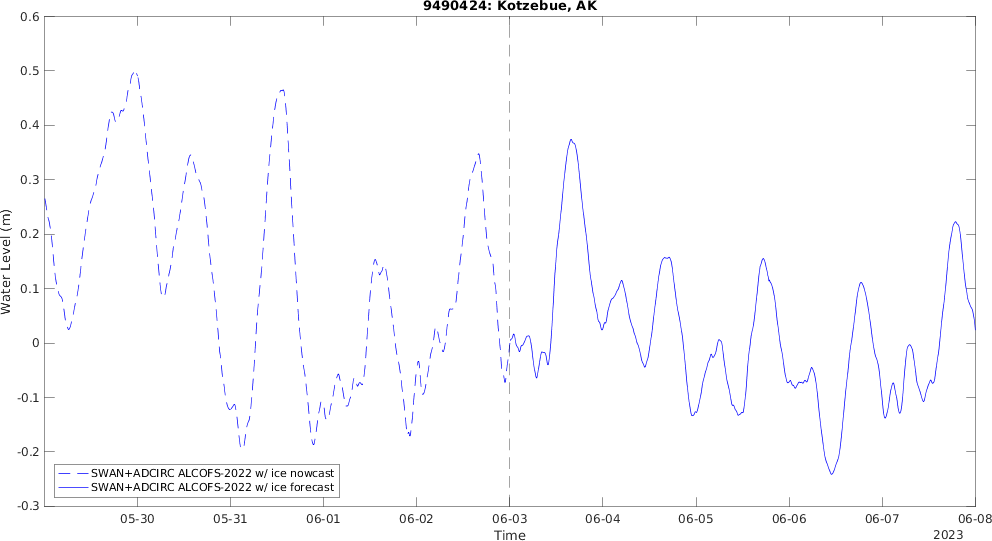 9490424: Kotzebue, AK
0.6
0.5
0.4
0.3
0.2
0.1
0
-0.1
-0.2
-0.3
Water Level (m)
SWAN+ADCIRC ALCOFS-2022 w/ ice nowcast
SWAN+ADCIRC ALCOFS-2022 w/ ice forecast
05-30 05-31 06-01 06-02 06-03 06-04 06-05 06-06 06-07 06-08
Time
2023